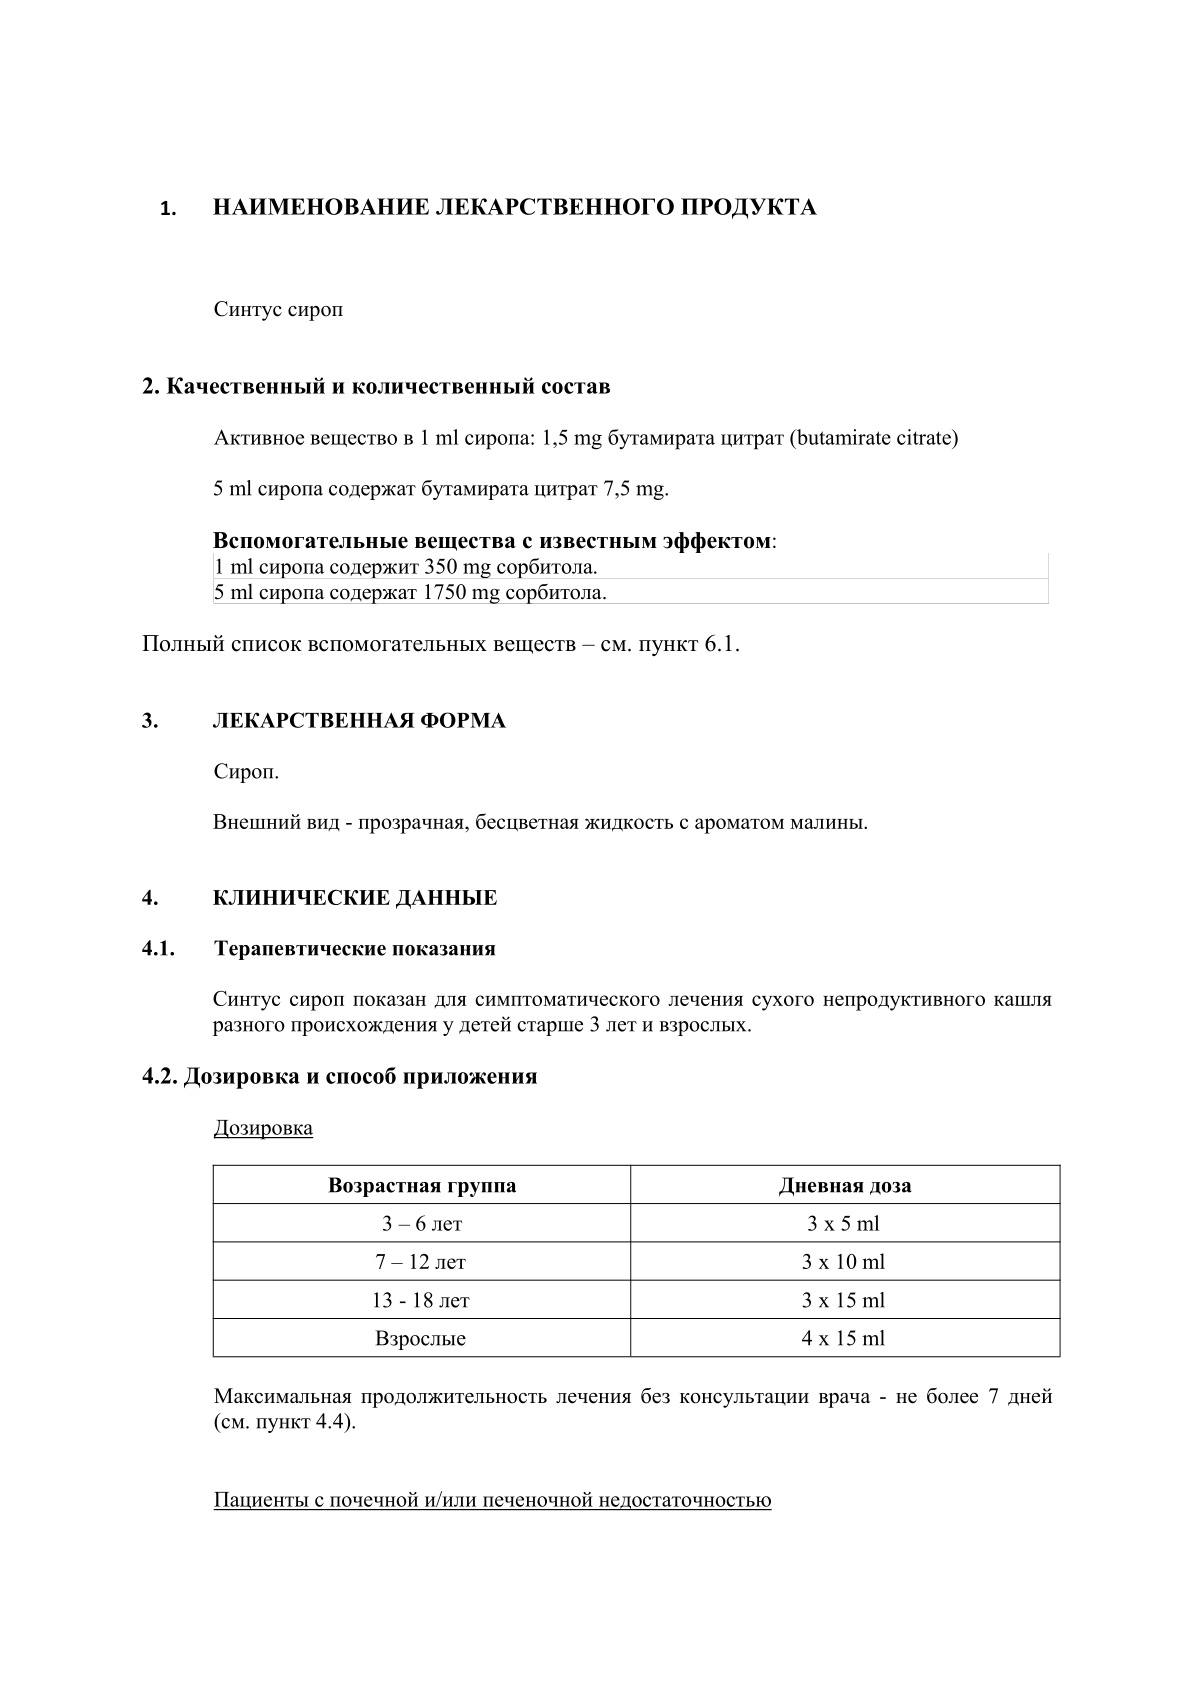 1. НАИМЕНОВАНИЕ ЛЕКАРСТВЕННОГО ПРОДУКТА
Синтус сироп
2. Качественный и количественный состав
Активное вещество в 1 ml сиропа: 1,5 mg бутамирата цитрат (butamirate citrate)
5 ml сиропа содержат бутамирата цитрат 7,5 mg.
Вспомогательные вещества с известным эффектом:
1 ml сиропа содержит 350 mg сорбитола.
5 ml сиропа содержат 1750 mg сорбитола.
Полный список вспомогательных веществ – см. пункт 6.1.
3. ЛЕКАРСТВЕННАЯ ФОРМА
Сироп.
Внешний вид - прозрачная, бесцветная жидкость с ароматом малины.
4. КЛИНИЧЕСКИЕ ДАННЫЕ
4.1. Терапевтические показания
Синтус сироп показан для симптоматического лечения сухого непродуктивного кашля
разного происхождения у детей старше 3 лет и взрослых.
4.2. Дозировка и способ приложения
Дозировка
Возрастная группа Дневная доза
3 – 6 лет 3 x 5 ml
7 – 12 лет 3 x 10 ml
13 - 18 лет 3 x 15 ml
Взрослые 4 x 15 ml
Максимальная продолжительность лечения без консультации врача - не более 7 дней
(см. пункт 4.4).
Пациенты с почечной и/или печеночной недостаточностью